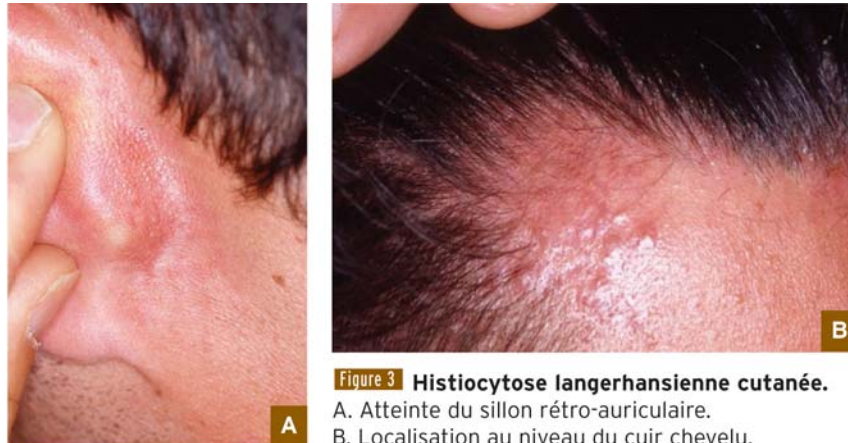 A
B
Figure 3 Histiocytose langerhansienne cutanée.
A. Atteinte du sillon rétro-auriculaire.
B. Localisation au niveau du cuir chevelu.